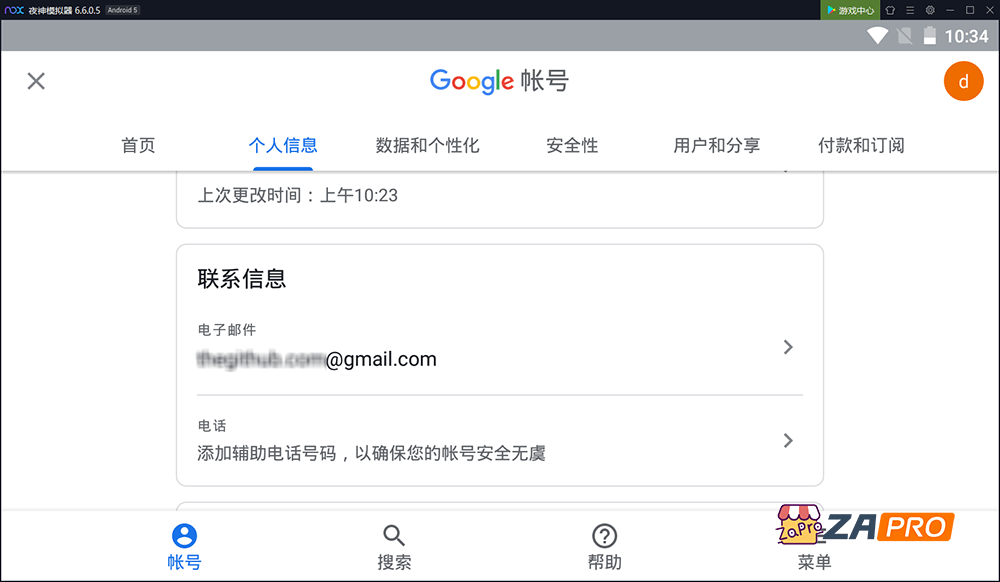 nox 夜神模拟器 6.6.0.5 Android 5 游戏中心
10:34
Google 帐号
d
首页 个人信息 数据和个性化 安全性 用户和分享 付款和订阅
上次更改时间：上午10:23
联系信息
电子邮件
@gmail.com
电话
添加辅助电话号码，以确保您的帐号安全无虞
帐号 搜索 帮助 菜单
ZaPro ZAPRO